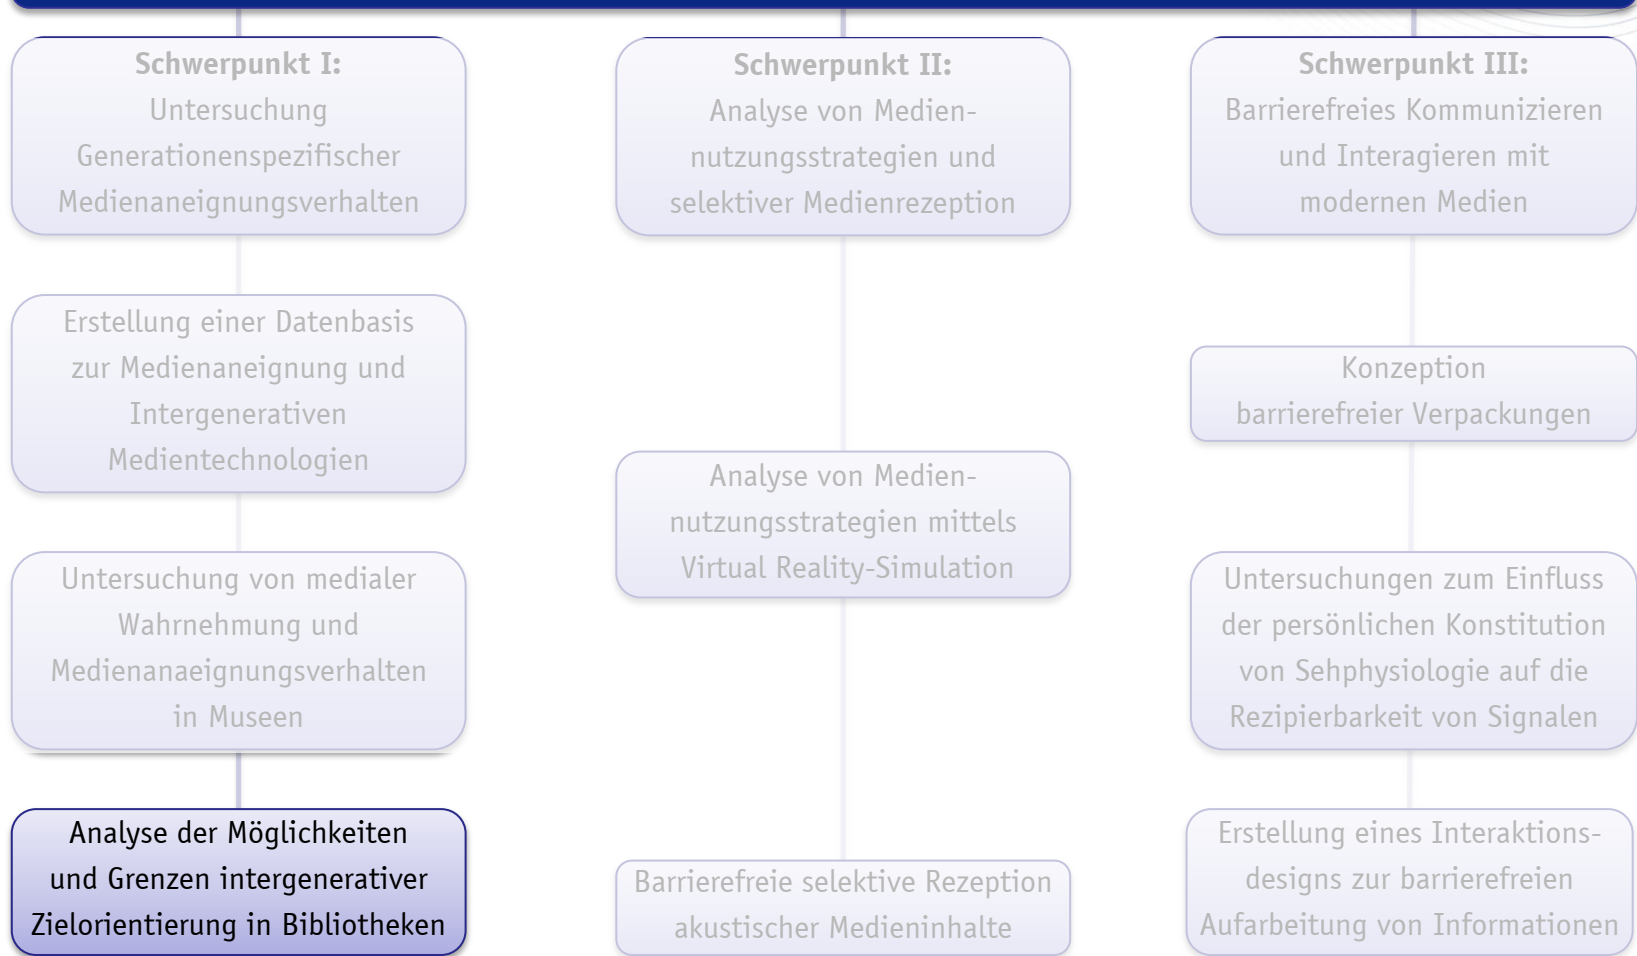 Schwerpunkt I:
Untersuchung
Generationenspezifischer
Medienaneignungsverhalten
Erstellung einer Datenbasis
zur Medienaneignung und
Intergenerativen
Medientechnologien
Untersuchung von medialer
Wahrnehmung und
Medienanaeignungsverhalten
in Museen
Analyse der Möglichkeiten
und Grenzen intergenerativer
Zielorientierung in Bibliotheken
Schwerpunkt II:
Analyse von Medien-
nutzungsstrategien und
selektiver Medienrezeption
Analyse von Medien-
nutzungsstrategien mittels
Virtual Reality-Simulation
Barrierefreie selektive Rezeption
akustischer Medieninhalte
Schwerpunkt III:
Barrierefreies Kommunizieren
und Interagieren mit
modernen Medien
Konzeption
barrierefreier Verpackungen
Untersuchungen zum Einfluss
der persönlichen Konstitution
von Sehphysiologie auf die
Rezipierbarkeit von Signalen
Erstellung eines Interaktions-
designs zur barrierefreien
Aufarbeitung von Informationen